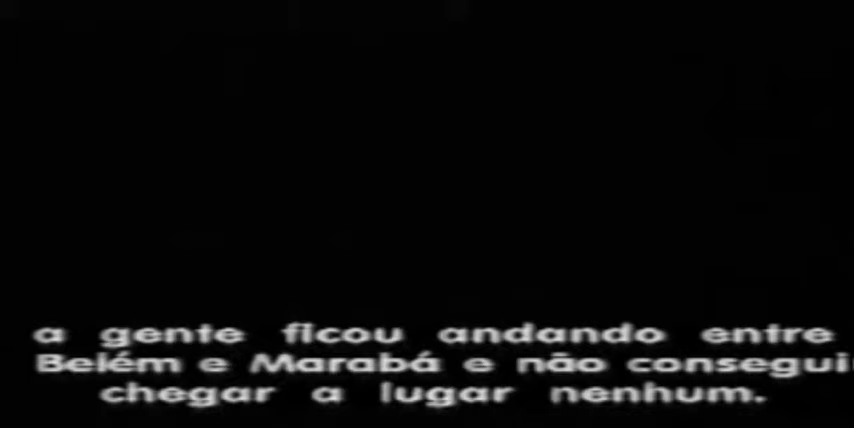 a gente ficou andando entre
Belém e Marabá e não consegui
chegar a lugar nenhum.